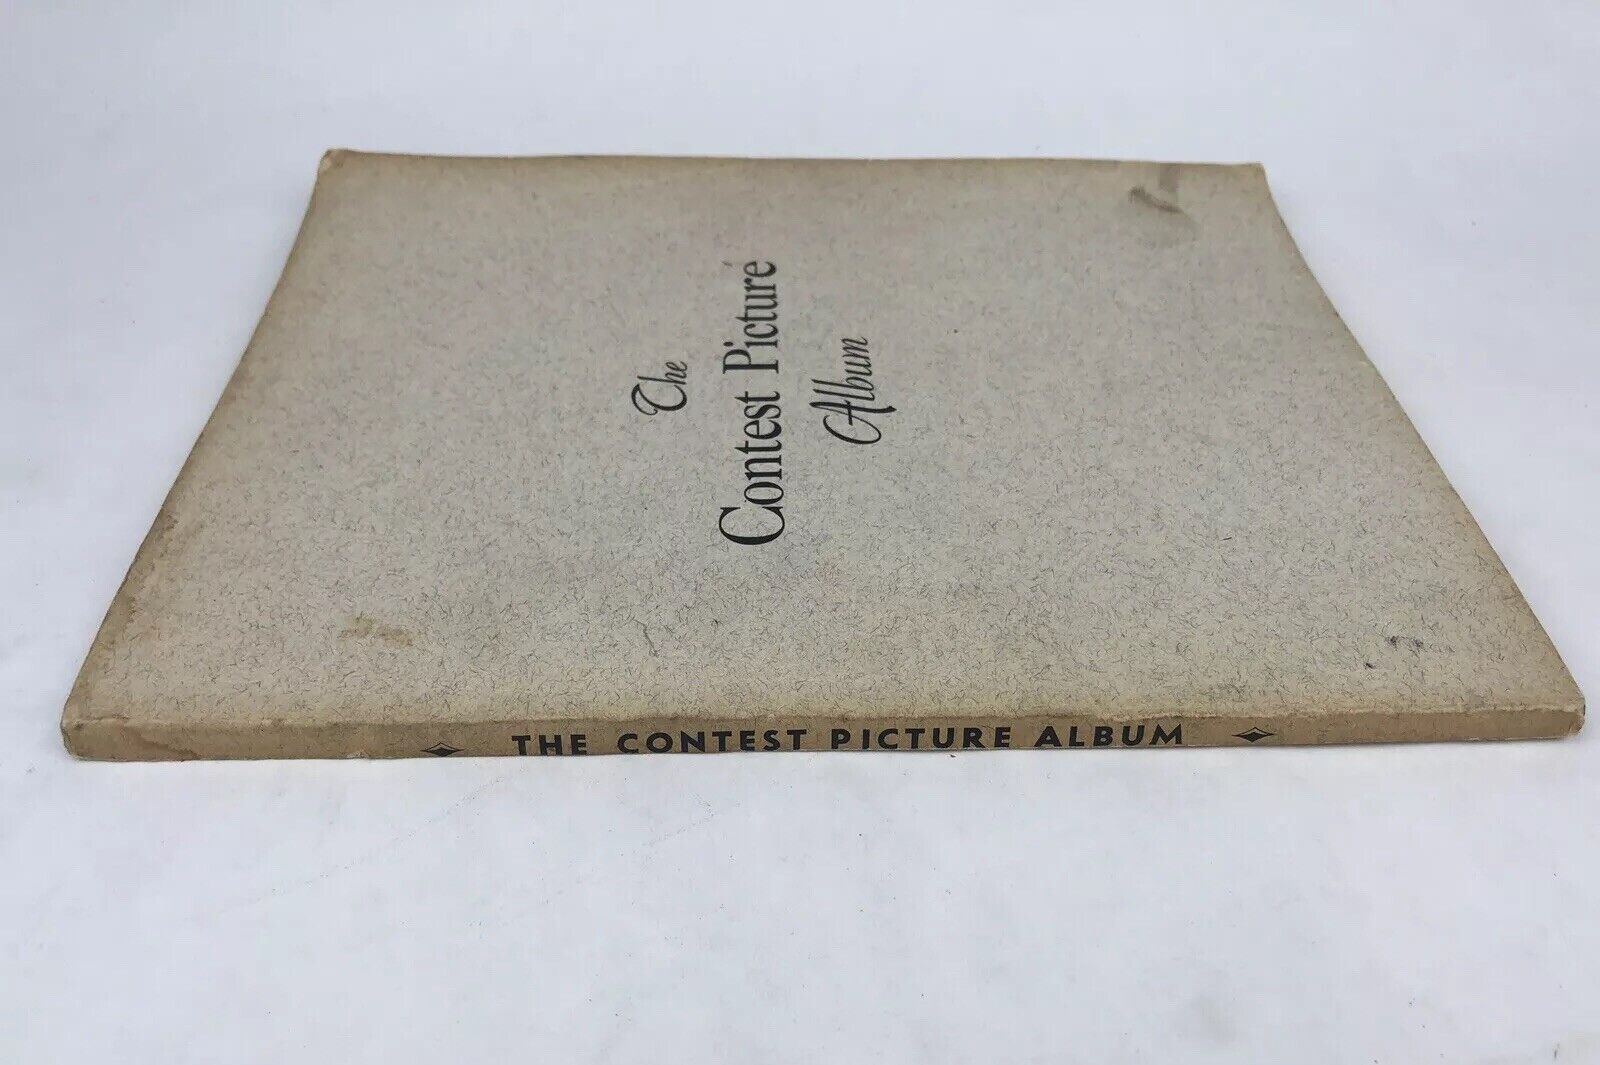 The
Contest Picture
Album
THE CONTEST PICTURE ALBUM